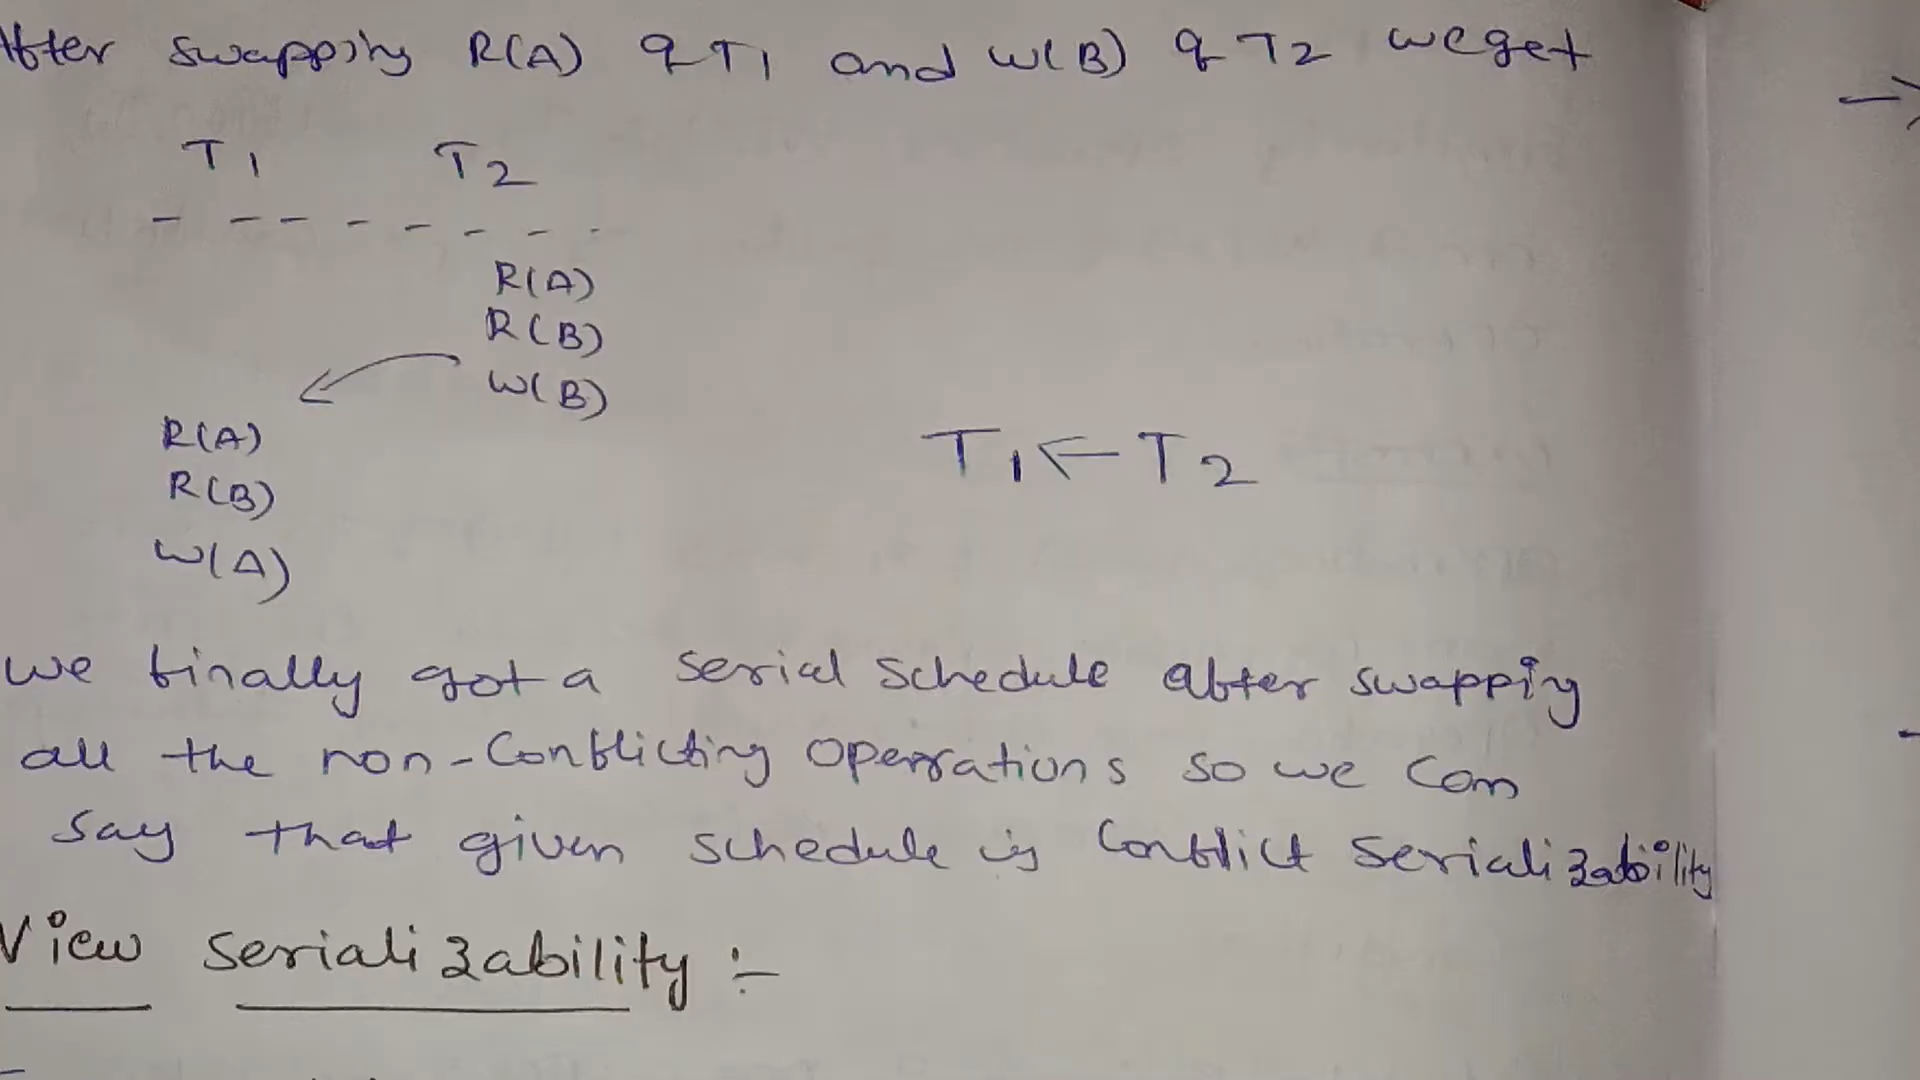 After swapping R(A) of T1 and W(B) of T2 we get
T1 T2
R(A)
R(B)
W(B)
R(A)
R(B)
W(A)
T1 ← T2
we finally got a serial schedule after swapping
all the non-Conflicting Operations so we can
say that given schedule is Conflict Serializability
View Serializability :-